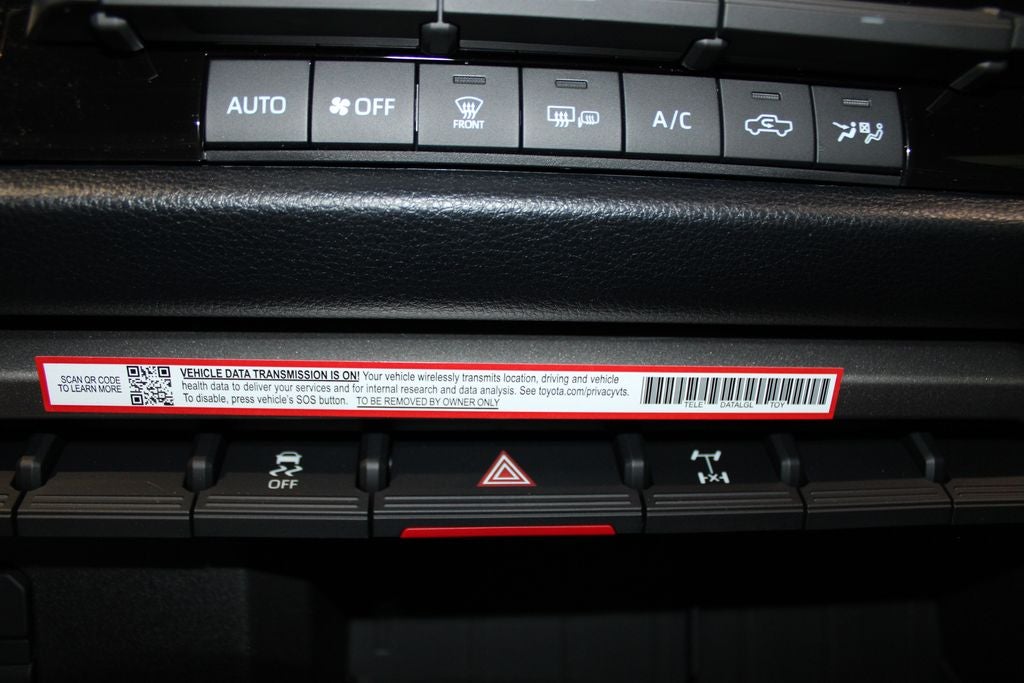 AUTO
OFF
FRONT
A/C
SCAN QR CODE
TO LEARN MORE
VEHICLE DATA TRANSMISSION IS ON! Your vehicle wirelessly transmits location, driving and vehicle
health data to deliver your services and for internal research and data analysis. See toyota.com/privacyvts.
To disable, press vehicle's SOS button. TO BE REMOVED BY OWNER ONLY
TELE DATALGL TOY
OFF